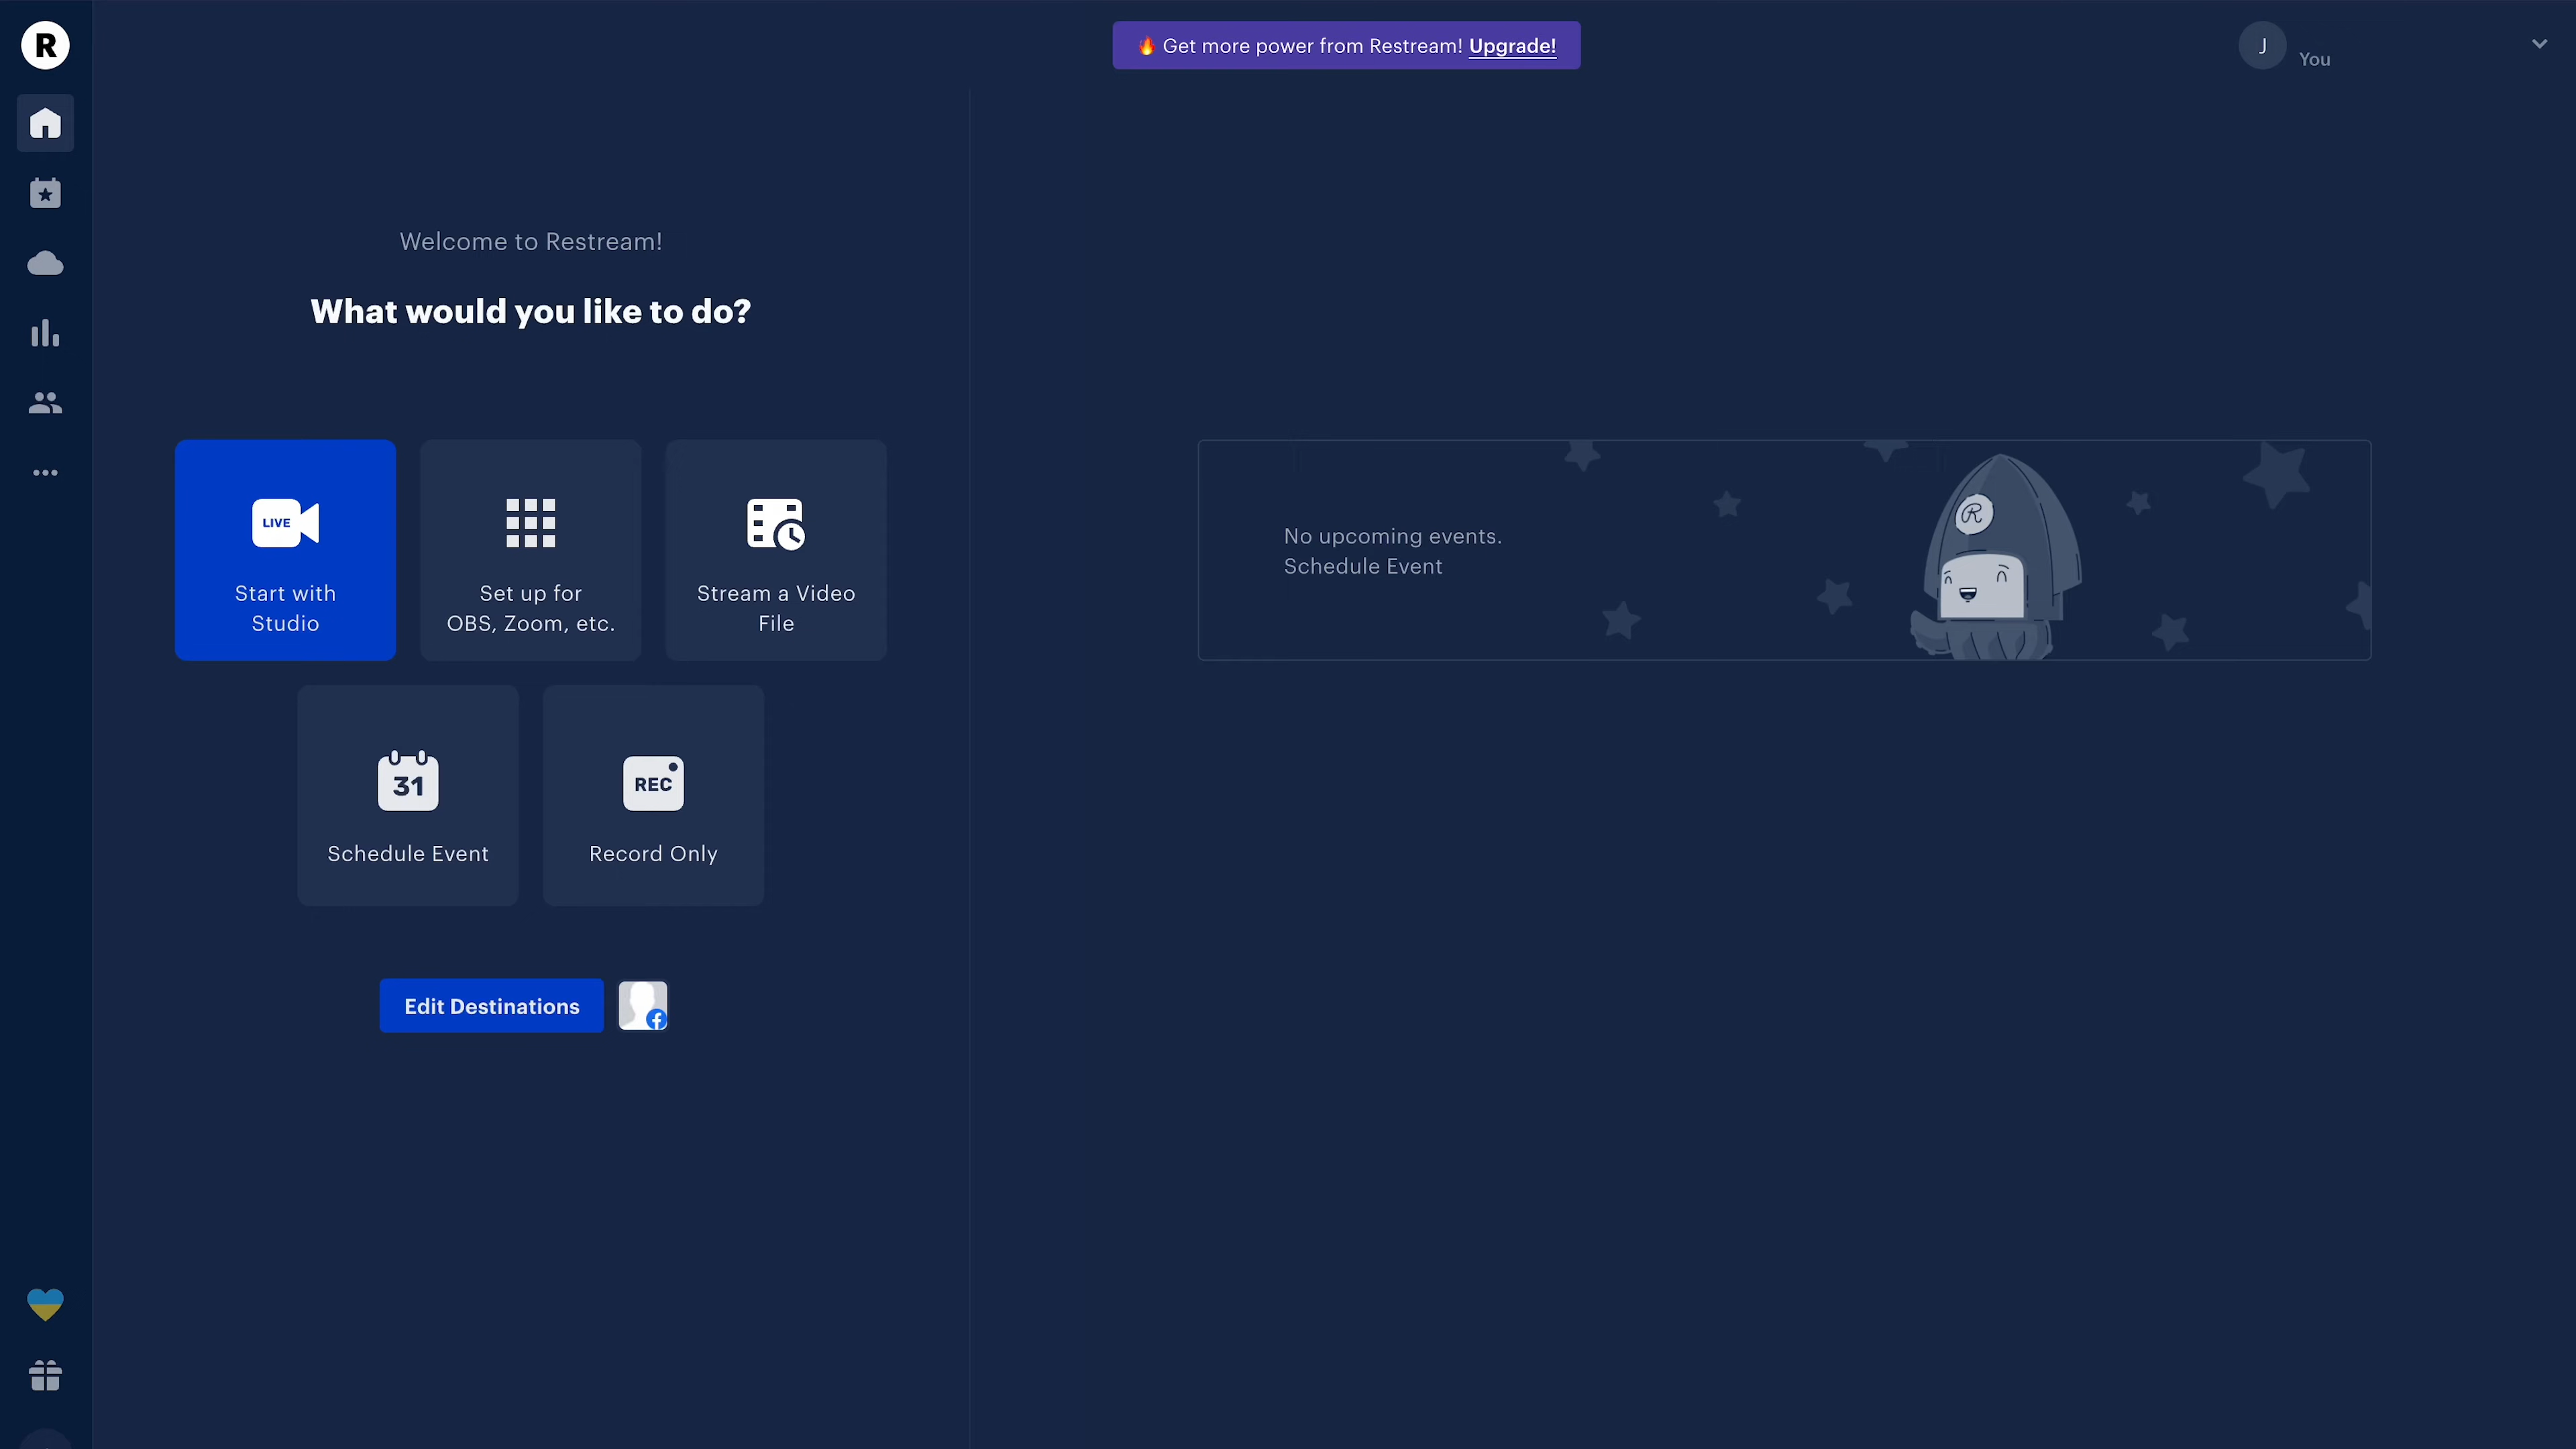 R
🔥 Get more power from Restream! Upgrade!
J
You
Welcome to Restream!
What would you like to do?
LIVE
Start with
Studio
Set up for
OBS, Zoom, etc.
Stream a Video
File
31
Schedule Event
REC
Record Only
Edit Destinations
No upcoming events.
Schedule Event
R